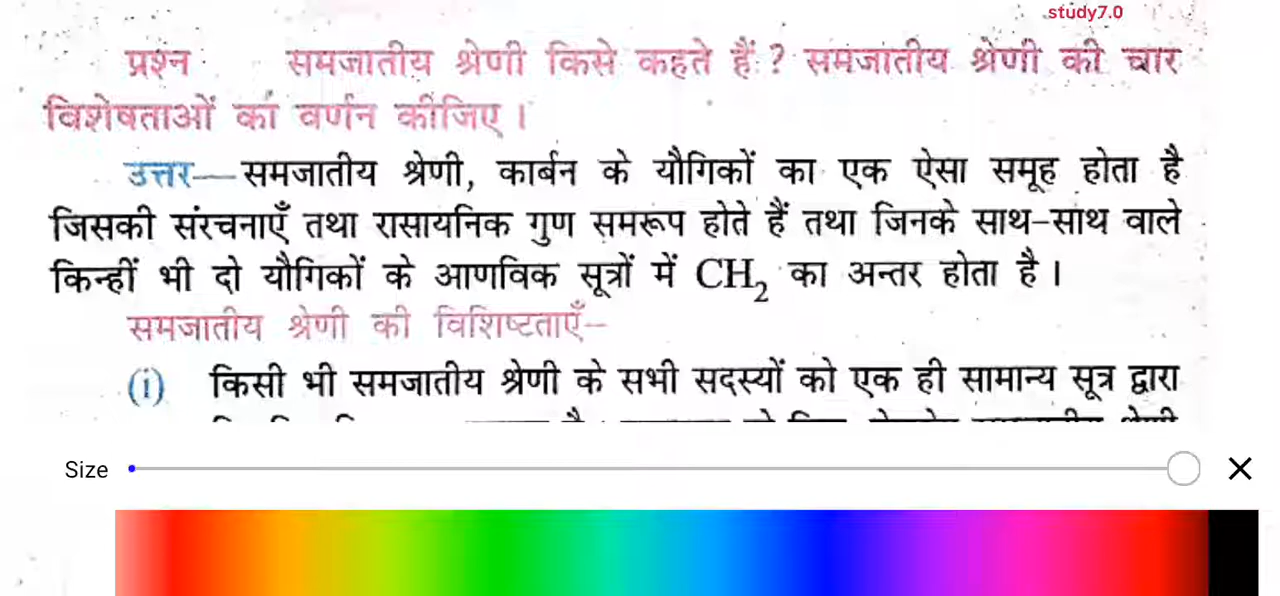 study7.0
प्रश्न समजातीय श्रेणी किसे कहते हैं ? समजातीय श्रेणी की चार
विशेषताओं का वर्णन कीजिए ।
उत्तर—समजातीय श्रेणी, कार्बन के यौगिकों का एक ऐसा समूह होता है
जिसकी संरचनाएँ तथा रासायनिक गुण समरूप होते हैं तथा जिनके साथ-साथ वाले
किन्हीं भी दो यौगिकों के आणविक सूत्रों में CH₂ का अन्तर होता है ।
समजातीय श्रेणी की विशिष्टताएँ–
(i) किसी भी समजातीय श्रेणी के सभी सदस्यों को एक ही सामान्य सूत्र द्वारा
Size